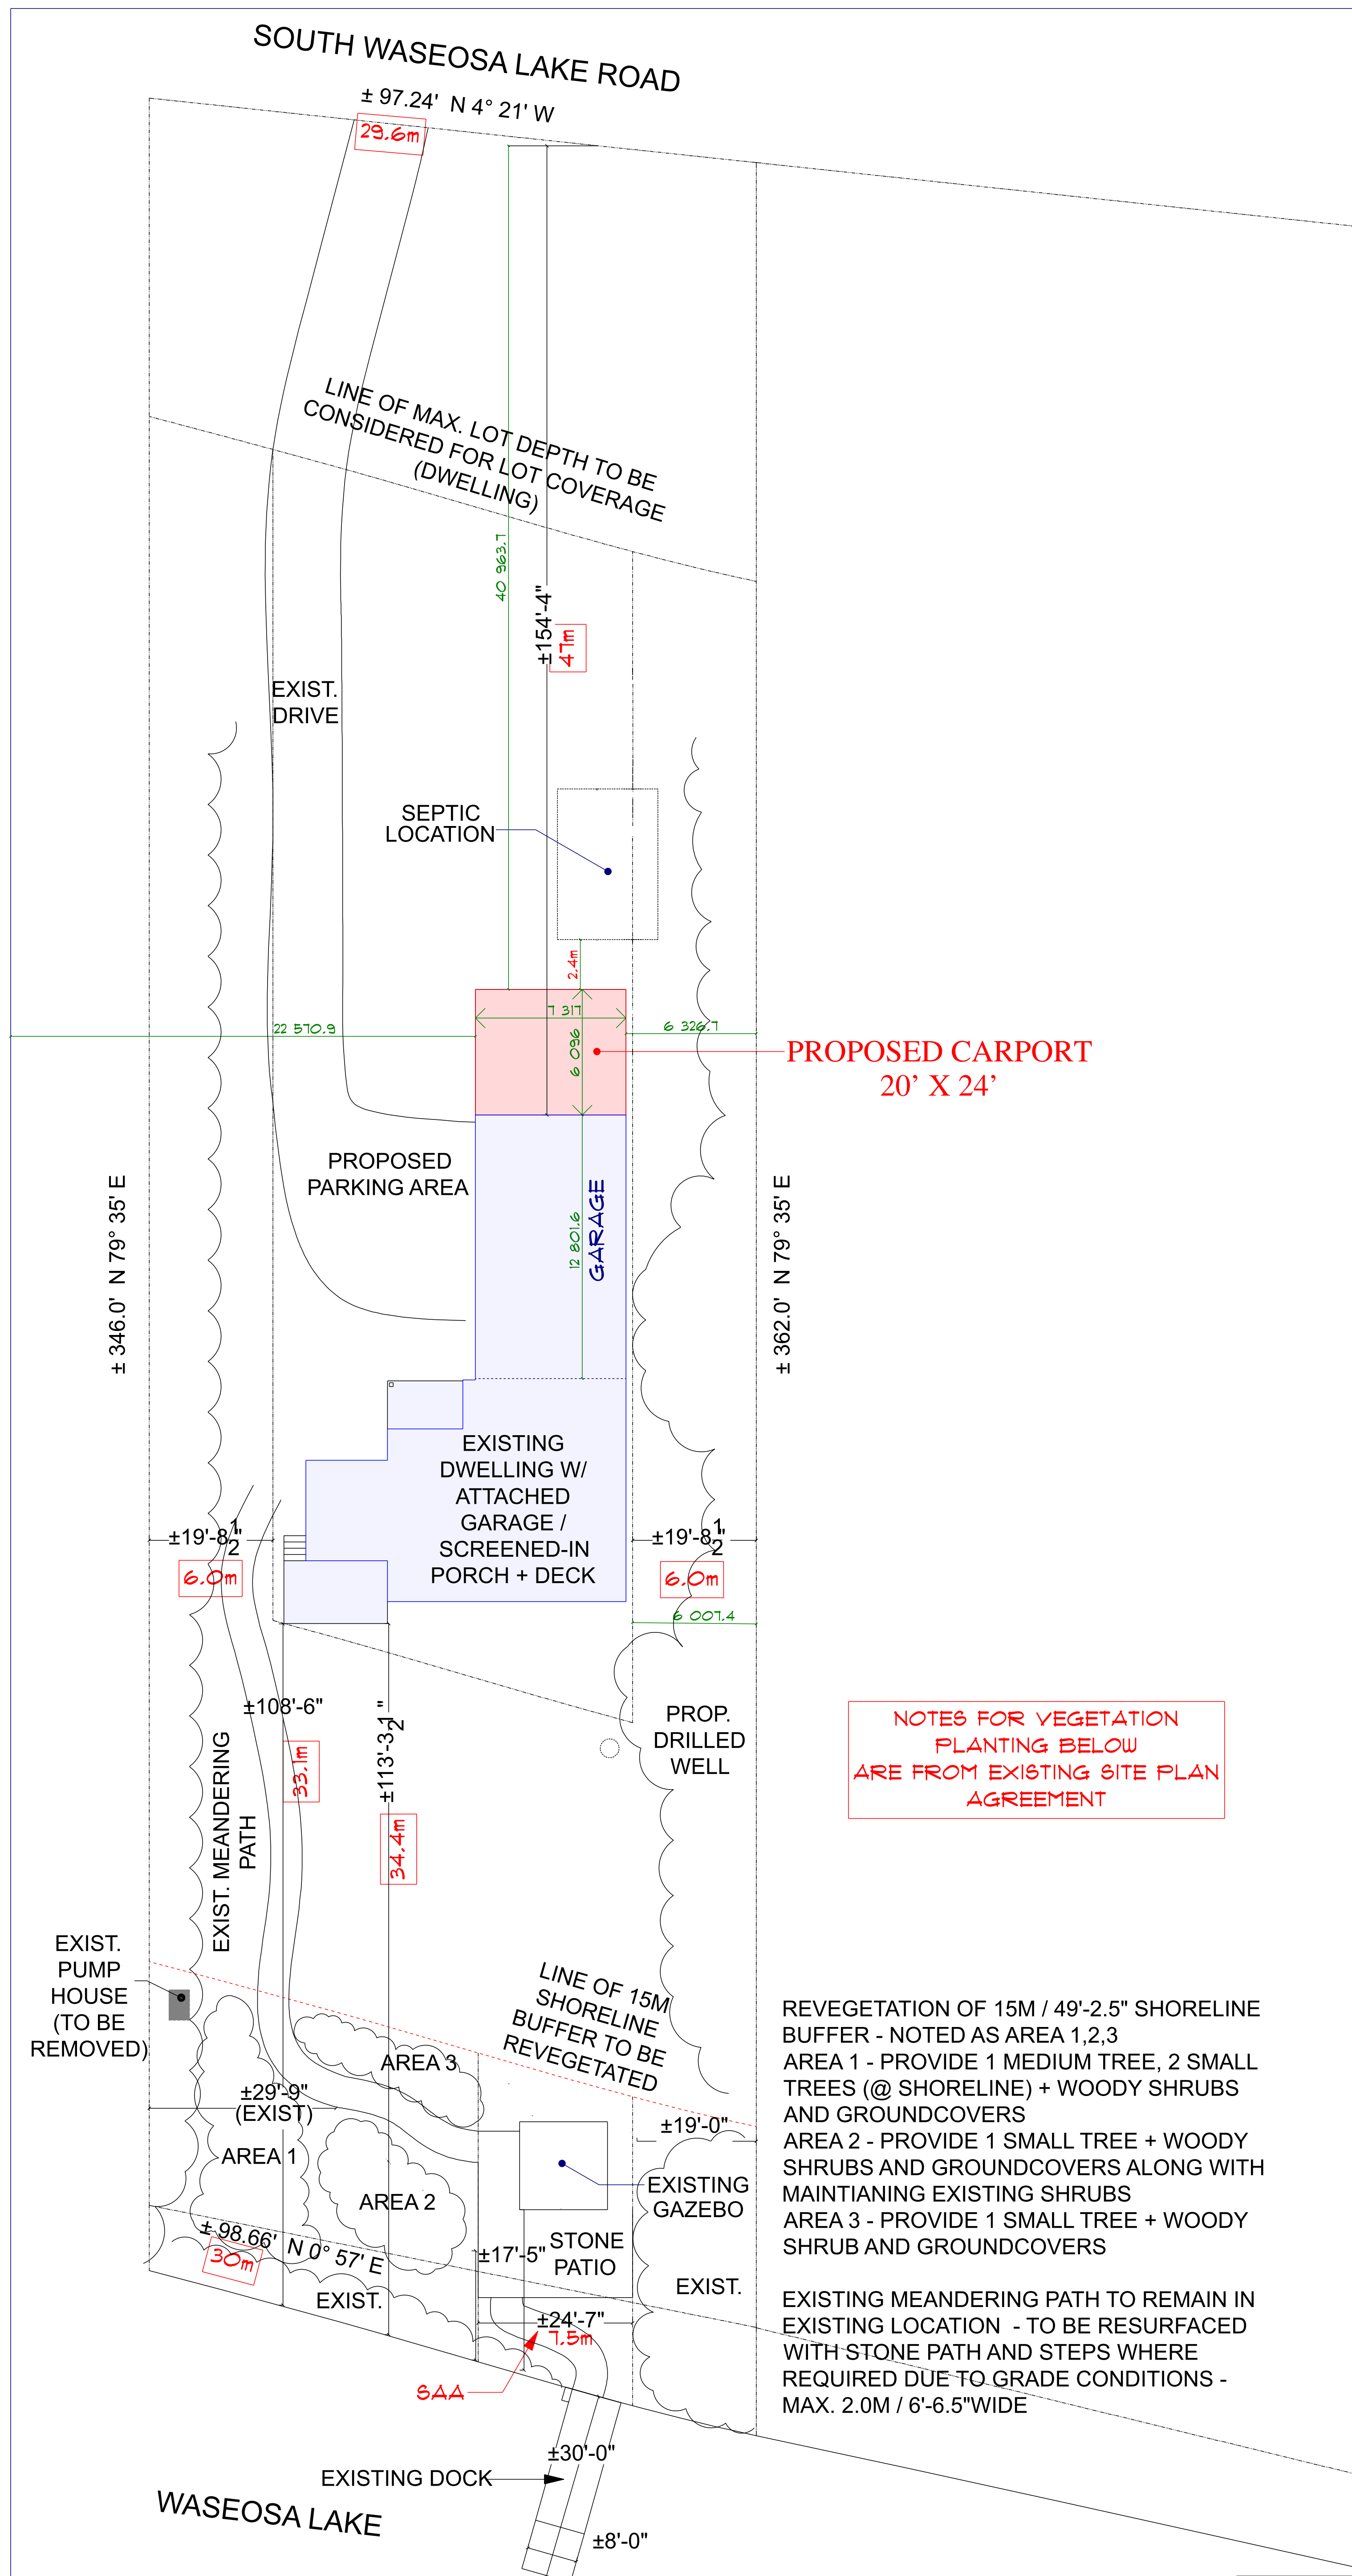 SOUTH WASEOSA LAKE ROAD
± 97.24' N 4° 21' W
29.6m
LINE OF MAX. LOT DEPTH TO BE
CONSIDERED FOR LOT COVERAGE
(DWELLING)
40 963.7
±154'-4"
47m
EXIST.
DRIVE
SEPTIC
LOCATION
2.4m
7 317
22 570.9
6 096
6 326.7
PROPOSED CARPORT
20’ X 24’
PROPOSED
PARKING AREA
GARAGE
12 801.6
± 346.0' N 79° 35' E
± 362.0' N 79° 35' E
EXISTING
DWELLING W/
ATTACHED
GARAGE /
SCREENED-IN
PORCH + DECK
±19'-8 1/2"
6.0m
±19'-8 1/2"
6.0m
6 007.4
±108'-6"
33.1m
±113'-3 1/2"
34.4m
PROP.
DRILLED
WELL
NOTES FOR VEGETATION
PLANTING BELOW
ARE FROM EXISTING SITE PLAN
AGREEMENT
EXIST. MEANDERING
PATH
EXIST.
PUMP
HOUSE
(TO BE
REMOVED)
LINE OF 15M
SHORELINE
BUFFER TO BE
REVEGETATED
AREA 3
±29'-9"
(EXIST)
AREA 1
AREA 2
±19'-0"
EXISTING
GAZEBO
± 98.66' N 0° 57' E
30m
±17'-5"
STONE
PATIO
EXIST.
EXIST.
±24'-7"
7.5m
SAA
REVEGETATION OF 15M / 49'-2.5" SHORELINE
BUFFER - NOTED AS AREA 1,2,3
AREA 1 - PROVIDE 1 MEDIUM TREE, 2 SMALL
TREES (@ SHORELINE) + WOODY SHRUBS
AND GROUNDCOVERS
AREA 2 - PROVIDE 1 SMALL TREE + WOODY
SHRUBS AND GROUNDCOVERS ALONG WITH
MAINTIANING EXISTING SHRUBS
AREA 3 - PROVIDE 1 SMALL TREE + WOODY
SHRUB AND GROUNDCOVERS
EXISTING MEANDERING PATH TO REMAIN IN
EXISTING LOCATION - TO BE RESURFACED
WITH STONE PATH AND STEPS WHERE
REQUIRED DUE TO GRADE CONDITIONS -
MAX. 2.0M / 6'-6.5"WIDE
±30'-0"
EXISTING DOCK
WASEOSA LAKE
±8'-0"